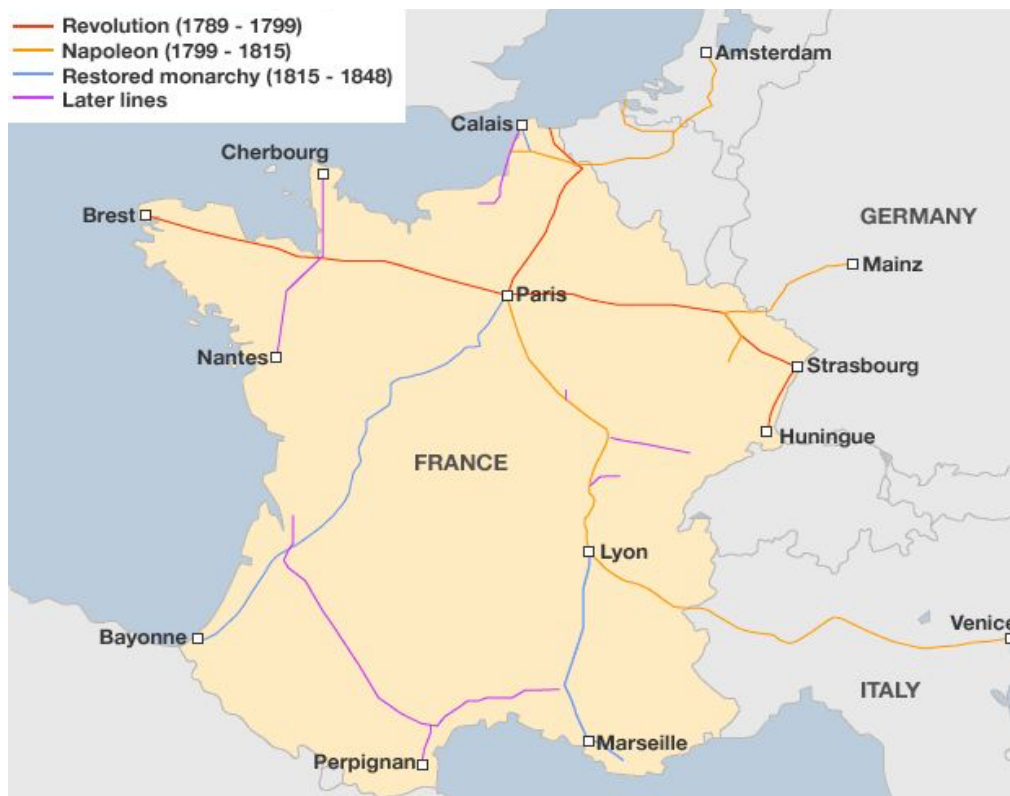 Revolution (1789 - 1799)
Napoleon (1799 - 1815)
Restored monarchy (1815 - 1848)
Later lines
Amsterdam
Calais
Cherbourg
Brest
GERMANY
Mainz
Paris
Nantes
Strasbourg
Huningue
FRANCE
Lyon
Bayonne
Venice
ITALY
Marseille
Perpignan